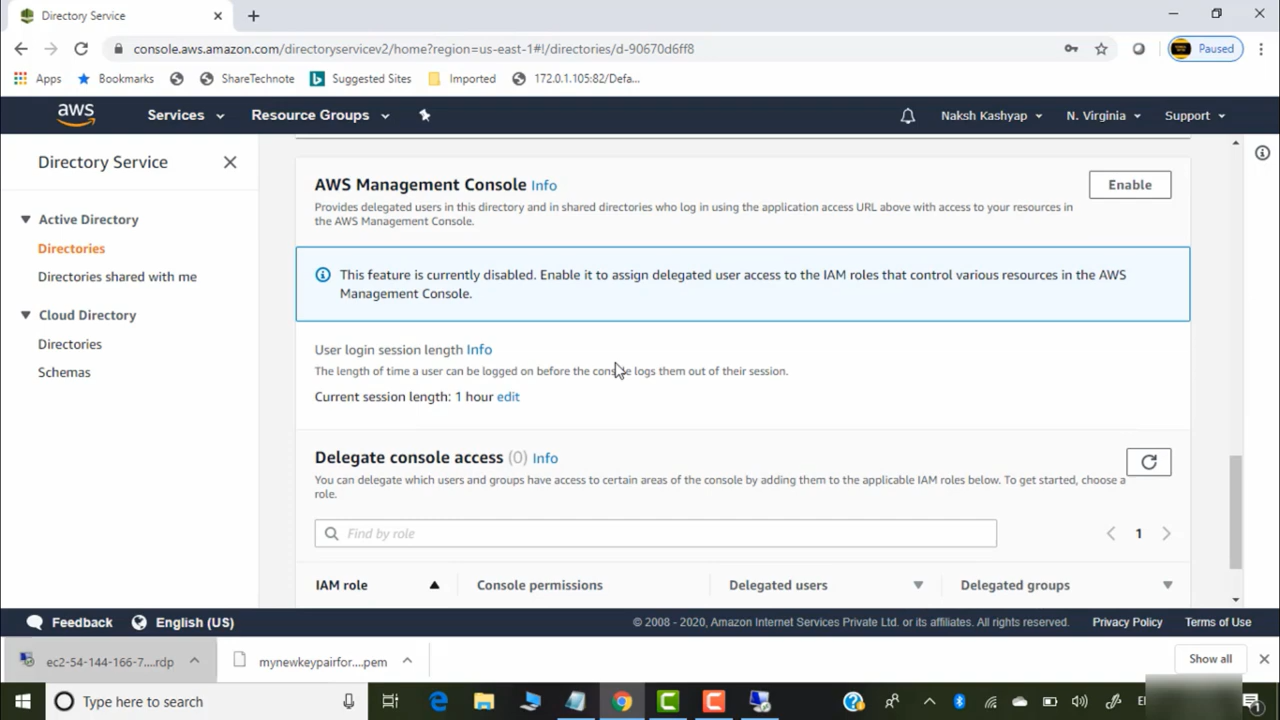 Directory Service
console.aws.amazon.com/directoryservicev2/home?region=us-east-1#!/directories/d-90670d6ff8
Paused
Apps
Bookmarks
ShareTechnote
Suggested Sites
Imported
172.0.1.105:82/Defa...
aws
Services
Resource Groups
Naksh Kashyap
N. Virginia
Support
Directory Service
Active Directory
Directories
Directories shared with me
Cloud Directory
Directories
Schemas
AWS Management Console Info
Enable
Provides delegated users in this directory and in shared directories who log in using the application access URL above with access to your resources in
the AWS Management Console.
This feature is currently disabled. Enable it to assign delegated user access to the IAM roles that control various resources in the AWS
Management Console.
User login session length Info
The length of time a user can be logged on before the console logs them out of their session.
Current session length: 1 hour edit
Delegate console access (0) Info
You can delegate which users and groups have access to certain areas of the console by adding them to the applicable IAM roles below. To get started, choose a
role.
Find by role
1
IAM role
Console permissions
Delegated users
Delegated groups
Feedback
English (US)
© 2008 - 2020, Amazon Internet Services Private Ltd. or its affiliates. All rights reserved.
Privacy Policy
Terms of Use
ec2-54-144-166-7....rdp
mynewkeypairfor....pem
Show all
Type here to search